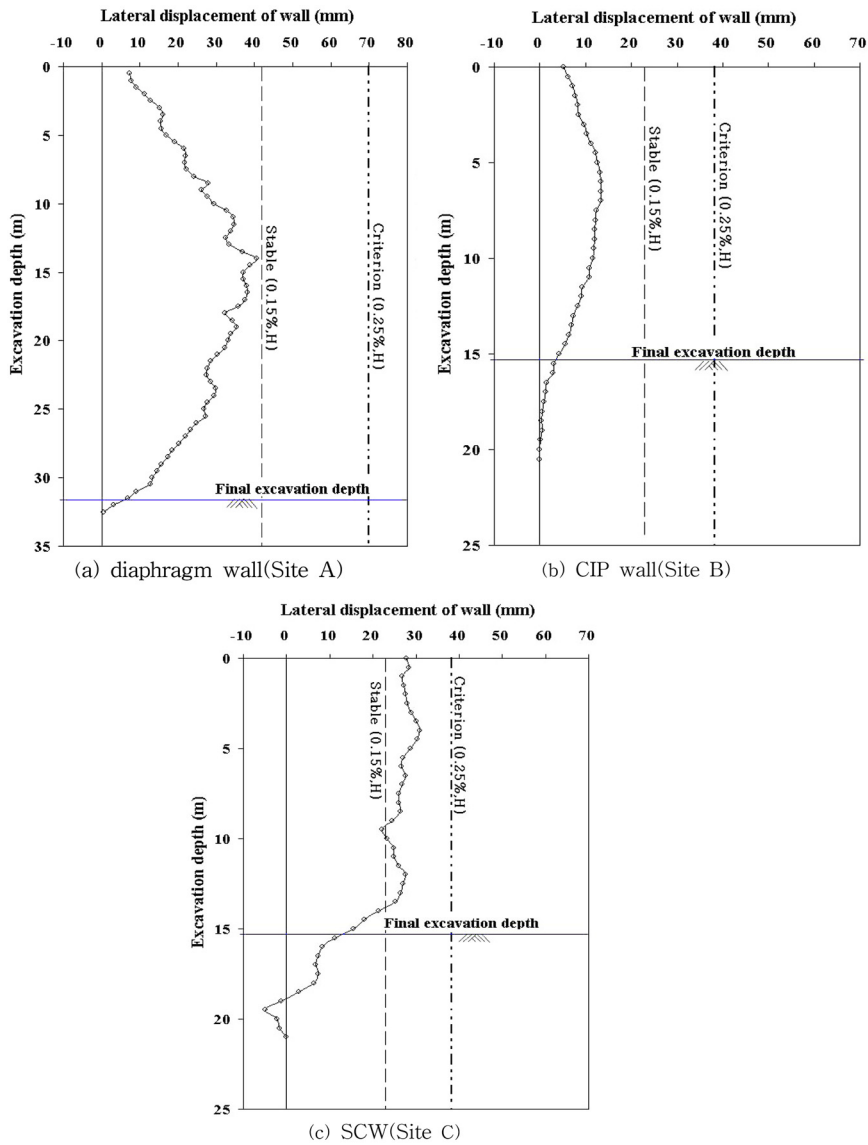 Lateral displacement of wall (mm)
-10 0 10 20 30 40 50 60 70 80
0
5
10
15
20
25
30
35
Excavation depth (m)
Stable (0.15%,H)
Criterion (0.25%,H)
Final excavation depth
(a) diaphragm wall(Site A)
Lateral displacement of wall (mm)
-10 0 10 20 30 40 50 60 70
0
5
10
15
20
25
Excavation depth (m)
Stable (0.15%,H)
Criterion (0.25%,H)
Final excavation depth
(b) CIP wall(Site B)
Lateral displacement of wall (mm)
-10 0 10 20 30 40 50 60 70
0
5
10
15
20
25
Excavation depth (m)
Stable (0.15%,H)
Criterion (0.25%,H)
Final excavation depth
(c) SCW(Site C)